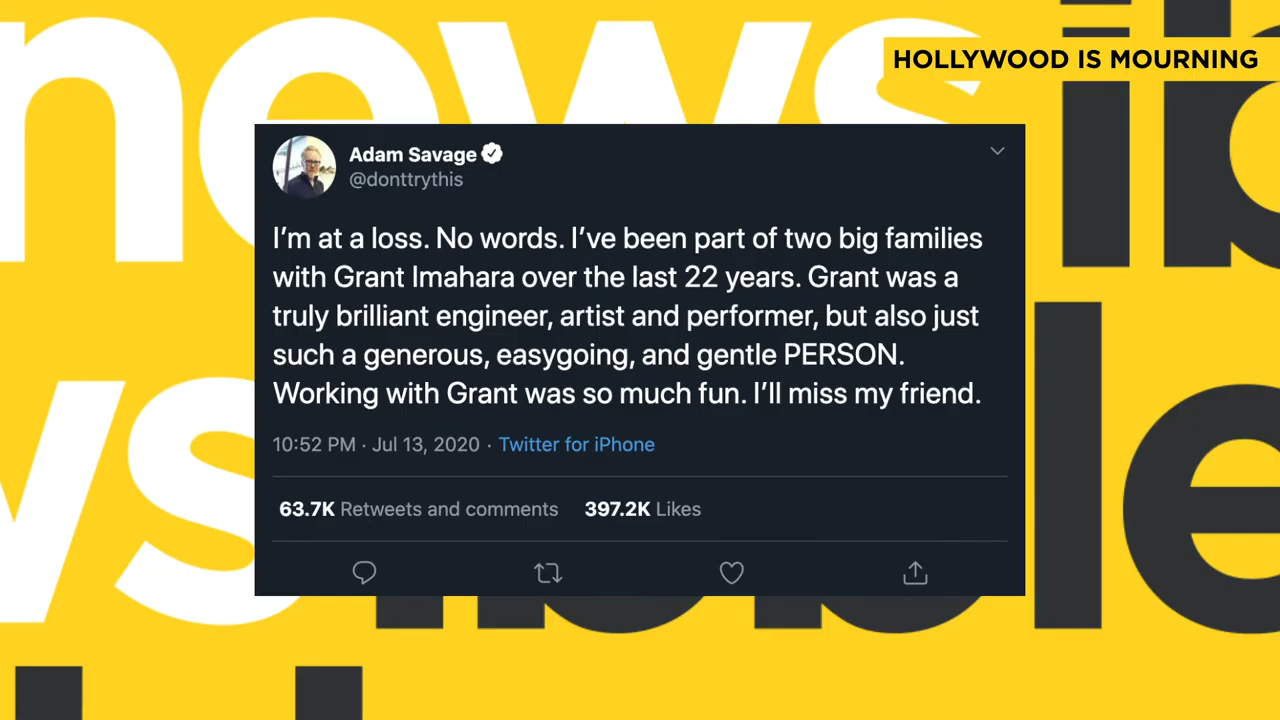 news
HOLLYWOOD IS MOURNING
Adam Savage
@donttrythis
I'm at a loss. No words. I've been part of two big families
with Grant Imahara over the last 22 years. Grant was a
truly brilliant engineer, artist and performer, but also just
such a generous, easygoing, and gentle PERSON.
Working with Grant was so much fun. I'll miss my friend.
10:52 PM · Jul 13, 2020 · Twitter for iPhone
63.7K Retweets and comments 397.2K Likes